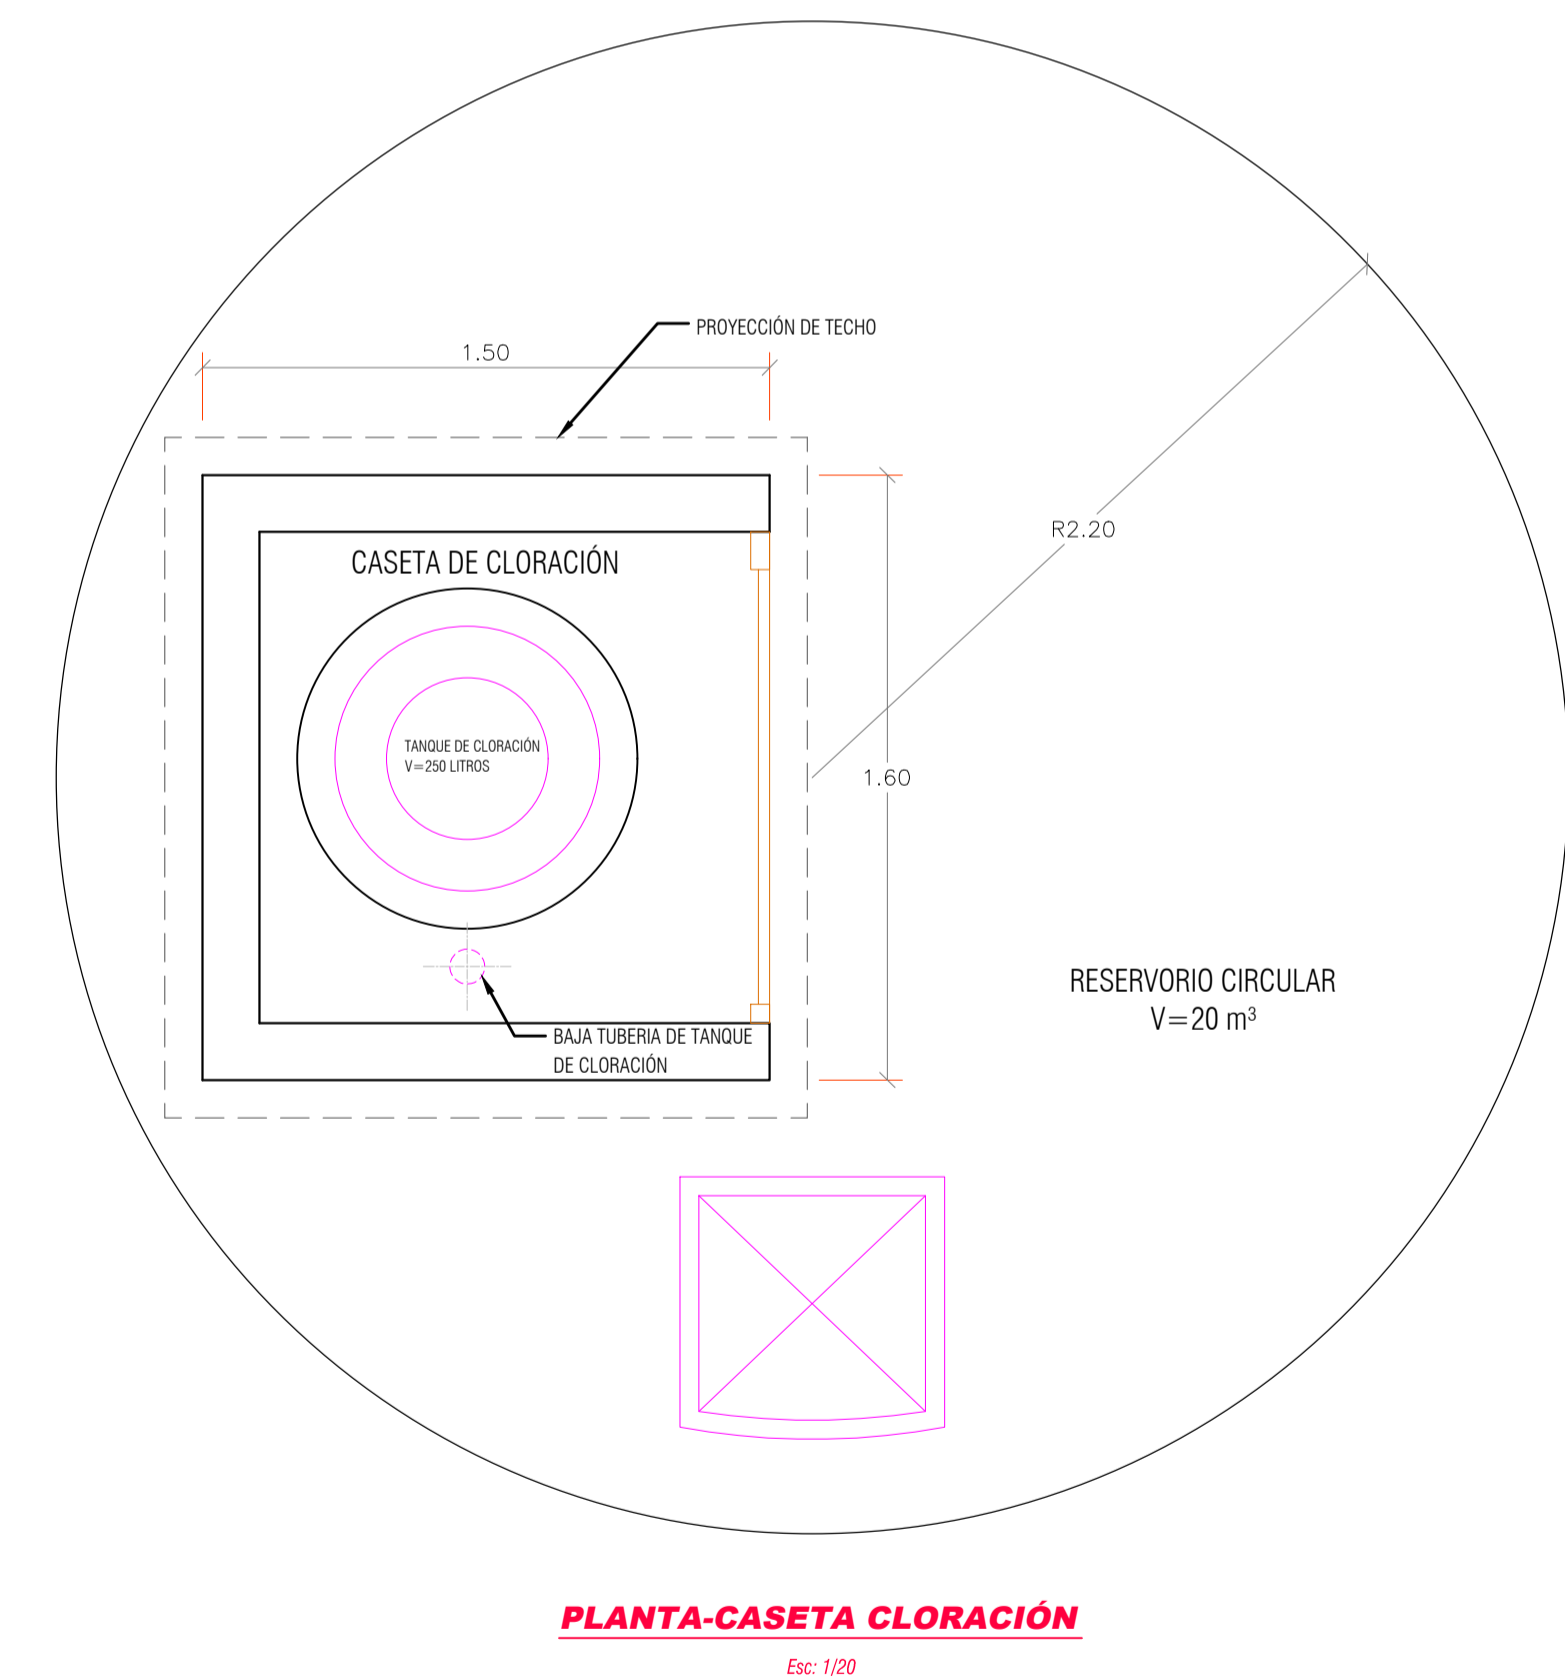 PROYECCIÓN DE TECHO
1.50
R2.20
CASETA DE CLORACIÓN
TANQUE DE CLORACIÓN
V=250 LITROS
1.60
RESERVORIO CIRCULAR
V=20 m³
BAJA TUBERIA DE TANQUE
DE CLORACIÓN
PLANTA-CASETA CLORACIÓN
Esc: 1/20